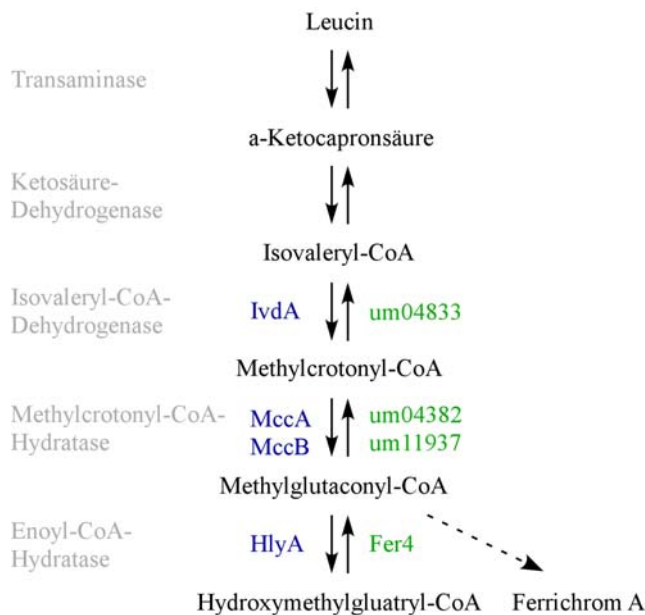 Leucin
Transaminase
a-Ketocapronsäure
Ketosäure-
Dehydrogenase
Isovaleryl-CoA
Isovaleryl-CoA-
Dehydrogenase
IvdA
um04833
Methylcrotonyl-CoA
Methylcrotonyl-CoA-
Hydratase
MccA
MccB
um04382
um11937
Methylglutaconyl-CoA
Enoyl-CoA-
Hydratase
HlyA
Fer4
Hydroxymethylgluatryl-CoA
Ferrichrom A